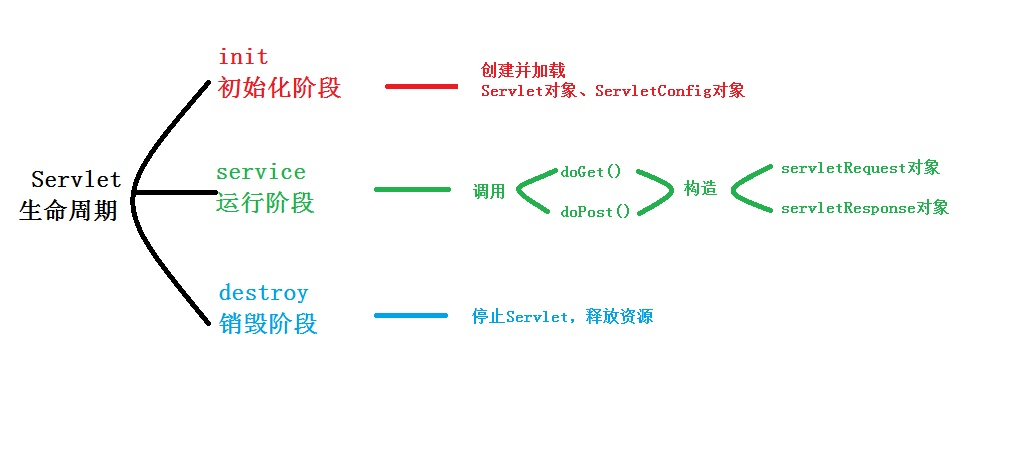 Servlet
生命周期
init
初始化阶段
创建并加载
Servlet对象、ServletConfig对象
service
运行阶段
调用
doGet()
doPost()
构造
servletRequest对象
servletResponse对象
destroy
销毁阶段
停止Servlet，释放资源